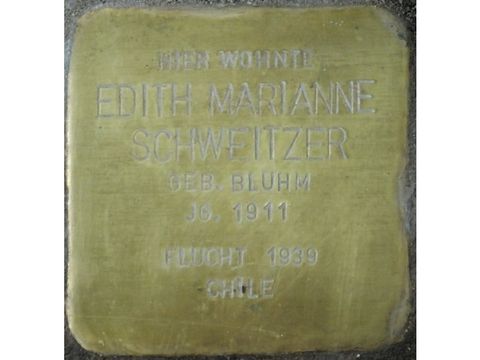 HIER WOHNTE
EDITH MARIANNE
SCHWEITZER
GEB. BLUHM
JG. 1911
FLUCHT 1939
CHILE